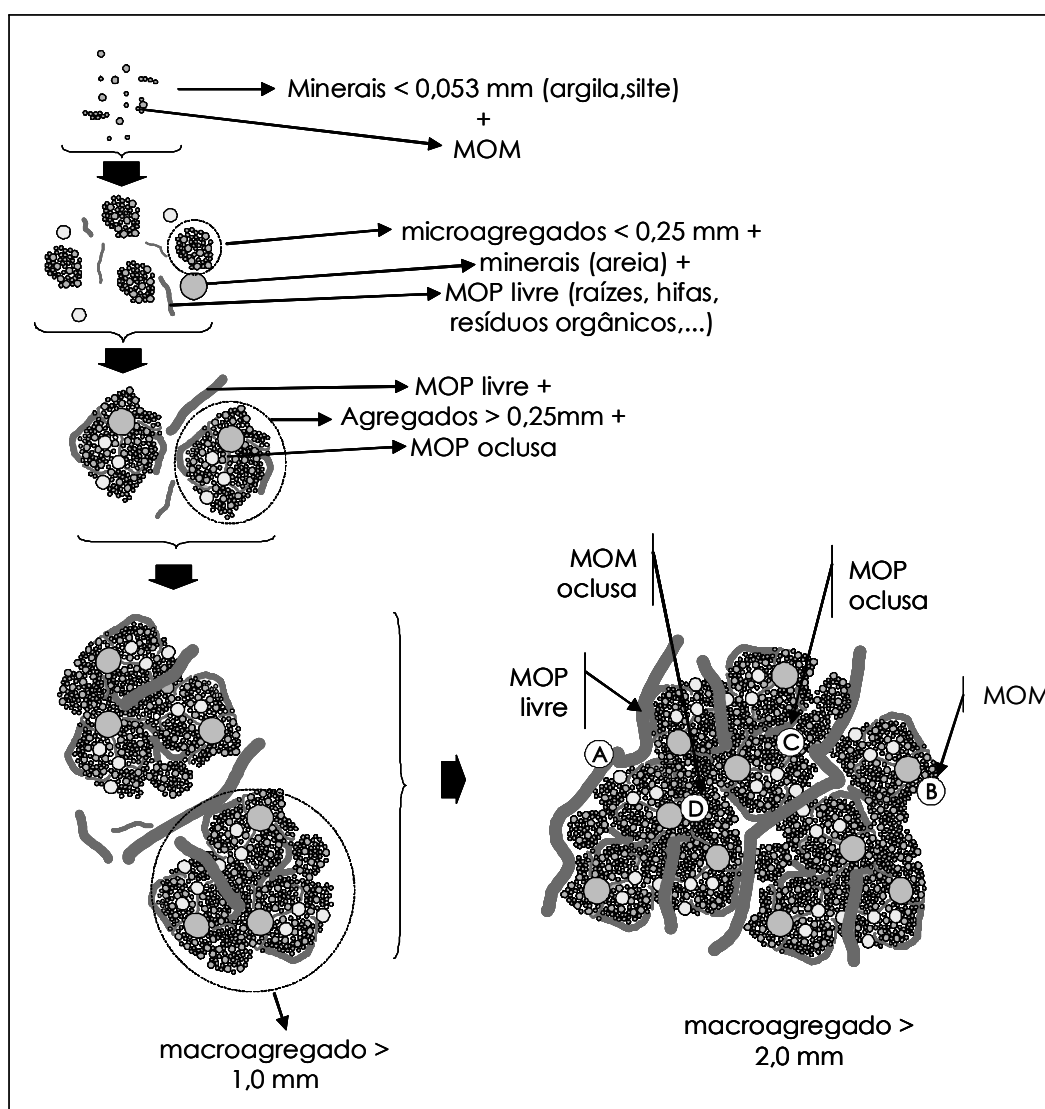 Minerais < 0,053 mm (argila,silte)
+
MOM
microagregados < 0,25 mm +
minerais (areia) +
MOP livre (raízes, hifas,
resíduos orgânicos,...)
MOP livre +
Agregados > 0,25mm +
MOP oclusa
MOM
oclusa
MOP
oclusa
MOP
livre
MOM
A
C
B
D
macroagregado >
2,0 mm
macroagregado >
1,0 mm